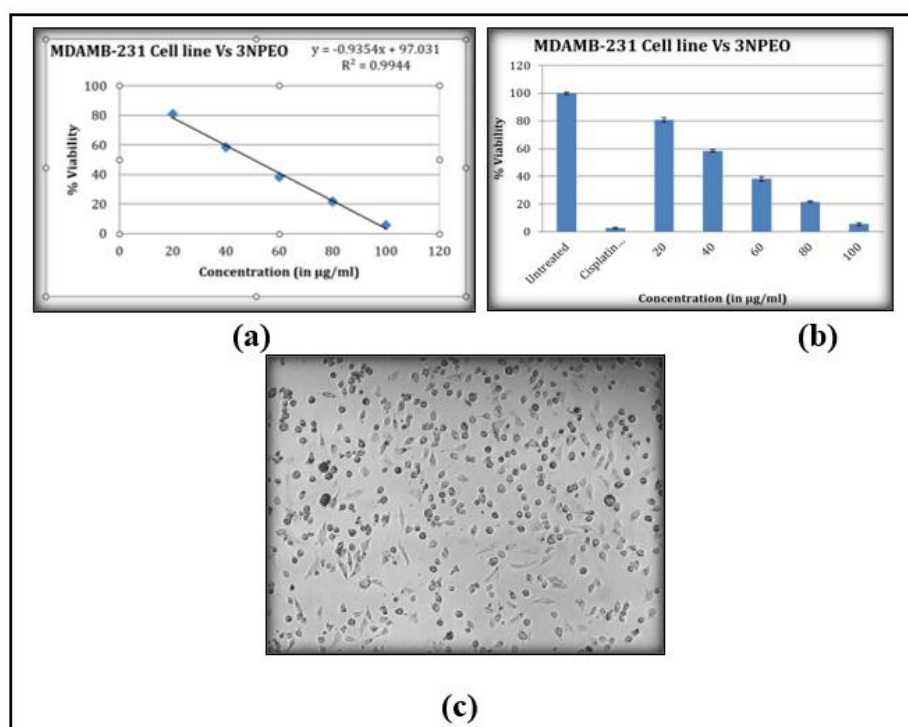 MDAMB-231 Cell line Vs 3NPEO
y = -0.9354x + 97.031
R² = 0.9944
100
80
60
40
20
0
% Viability
0 20 40 60 80 100 120
Concentration (in µg/ml)
(a)
MDAMB-231 Cell line Vs 3NPEO
120
100
80
60
40
20
0
% Viability
Untreated
Cisplatin...
20
40
60
80
100
Concentration (in µg/ml)
(b)
(c)